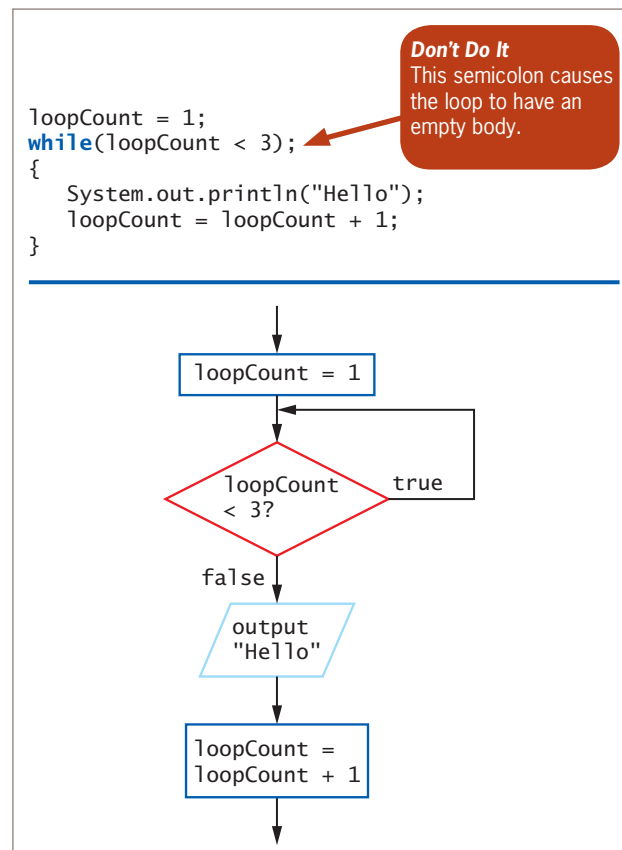 Don't Do It
This semicolon causes
the loop to have an
empty body.
loopCount = 1;
while(loopCount < 3);
{
   System.out.println("Hello");
   loopCount = loopCount + 1;
}
loopCount = 1
loopCount
< 3?
true
false
output
"Hello"
loopCount =
loopCount + 1